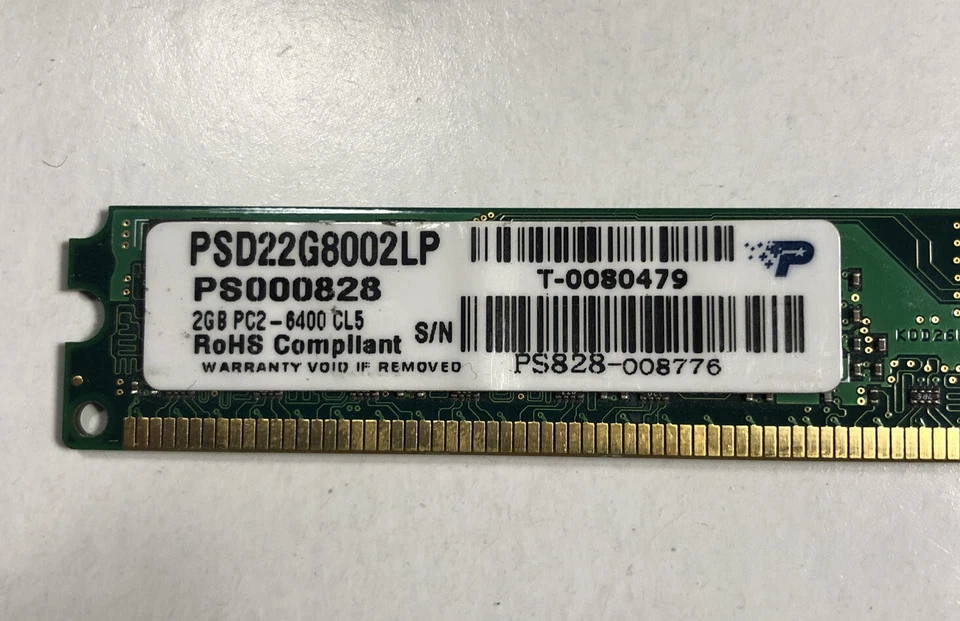 PSD22G8002LP
PS000828
2GB PC2-6400 CL5
RoHS Compliant
WARRANTY VOID IF REMOVED
T-0080479
S/N
PS828-008776
P